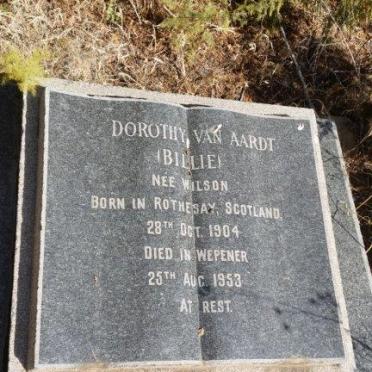 DOROTHY VAN AARDT
(BILLIE)
NEE WILSON
BORN IN ROTHESAY, SCOTLAND.
28TH OCT. 1904
DIED IN WEPENER
25TH AUG. 1953
AT REST.